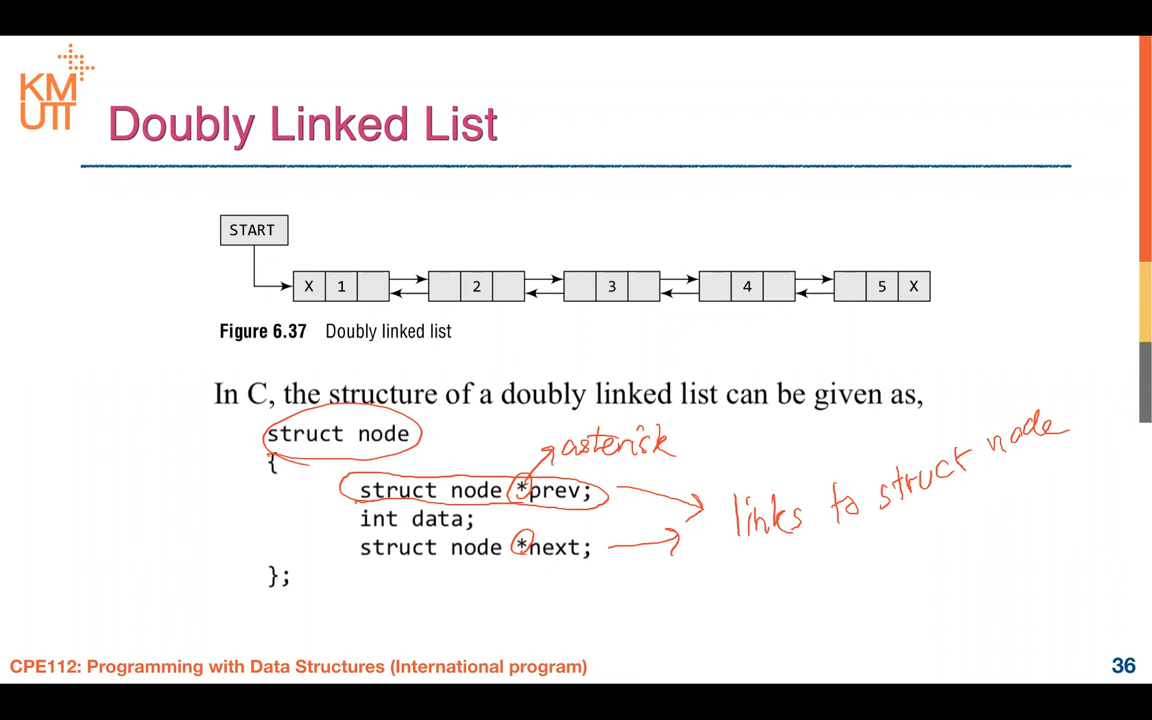 KM
UTT
Doubly Linked List
START
X 1 2 3 4 5 X
Figure 6.37 Doubly linked list
In C, the structure of a doubly linked list can be given as,
struct node
{
asterisk
struct node *prev;
int data;
struct node *next;
links to struct node
};
CPE112: Programming with Data Structures (International program)
36